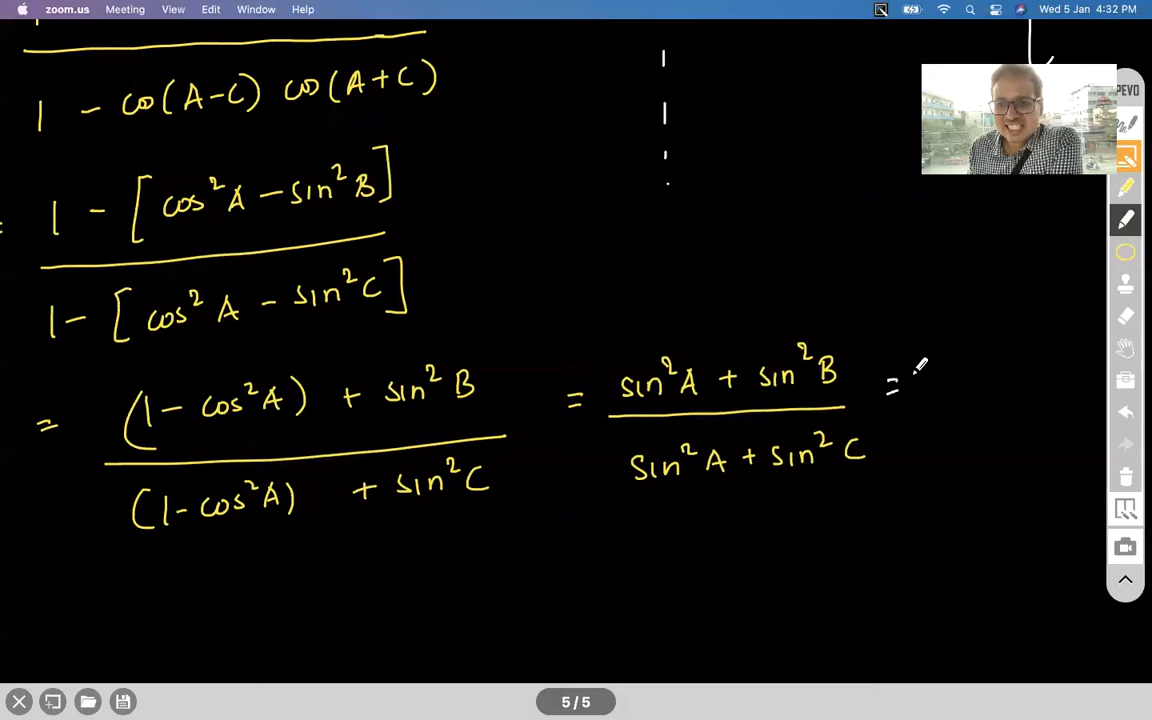 zoom.us Meeting View Edit Window Help Wed 5 Jan 4:32 PM
1 - cos(A-C) cos(A+C)
1 - [cos²A - sin²B]
1 - [cos²A - sin²C]
= (1 - cos²A) + sin²B = sin²A + sin²B =
(1 - cos²A) + sin²C sin²A + sin²C
5/5